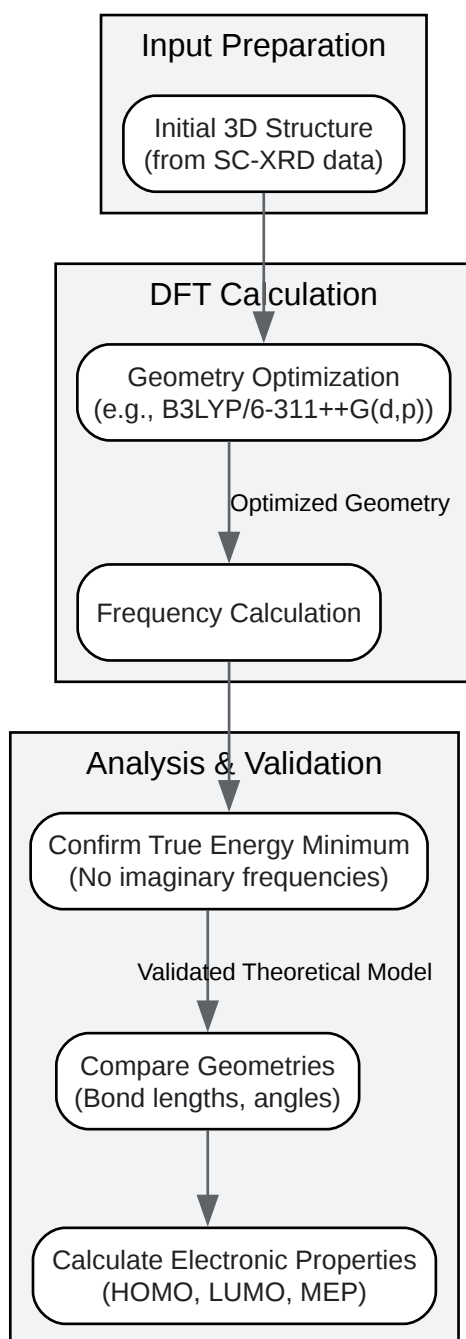 Input Preparation
Initial 3D Structure
(from SC-XRD data)
DFT Calculation
Geometry Optimization
(e.g., B3LYP/6-311++G(d,p))
Optimized Geometry
Frequency Calculation
Analysis & Validation
Confirm True Energy Minimum
(No imaginary frequencies)
Validated Theoretical Model
Compare Geometries
(Bond lengths, angles)
Calculate Electronic Properties
(HOMO, LUMO, MEP)